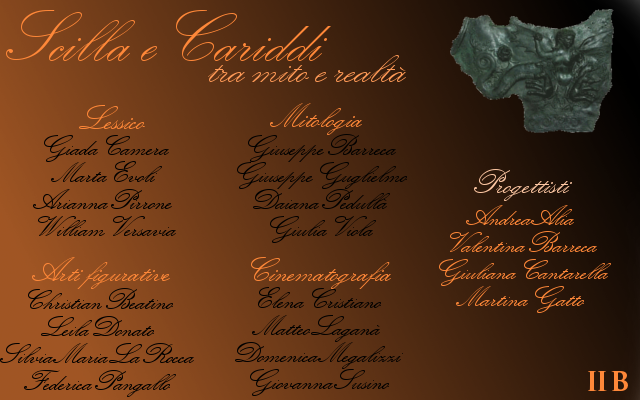 Scilla e Cariddi
tra mito e realtà
Lessico
Giada Camera
Marta Evoli
Arianna Pirrone
William Versavia
Mitologia
Giuseppe Barreca
Giuseppe Guglielmo
Daiana Pedullà
Giulia Viola
Arti figurative
Christian Beatino
Leila Donato
Silvia Maria La Rocca
Federica Pangallo
Cinematografia
Elena Cristiano
Matteo Laganà
Domenica Megalizzi
Giovanna Susino
Progettisti
Andrea Alia
Valentina Barreca
Giuliana Cantarella
Martina Gatto
II B